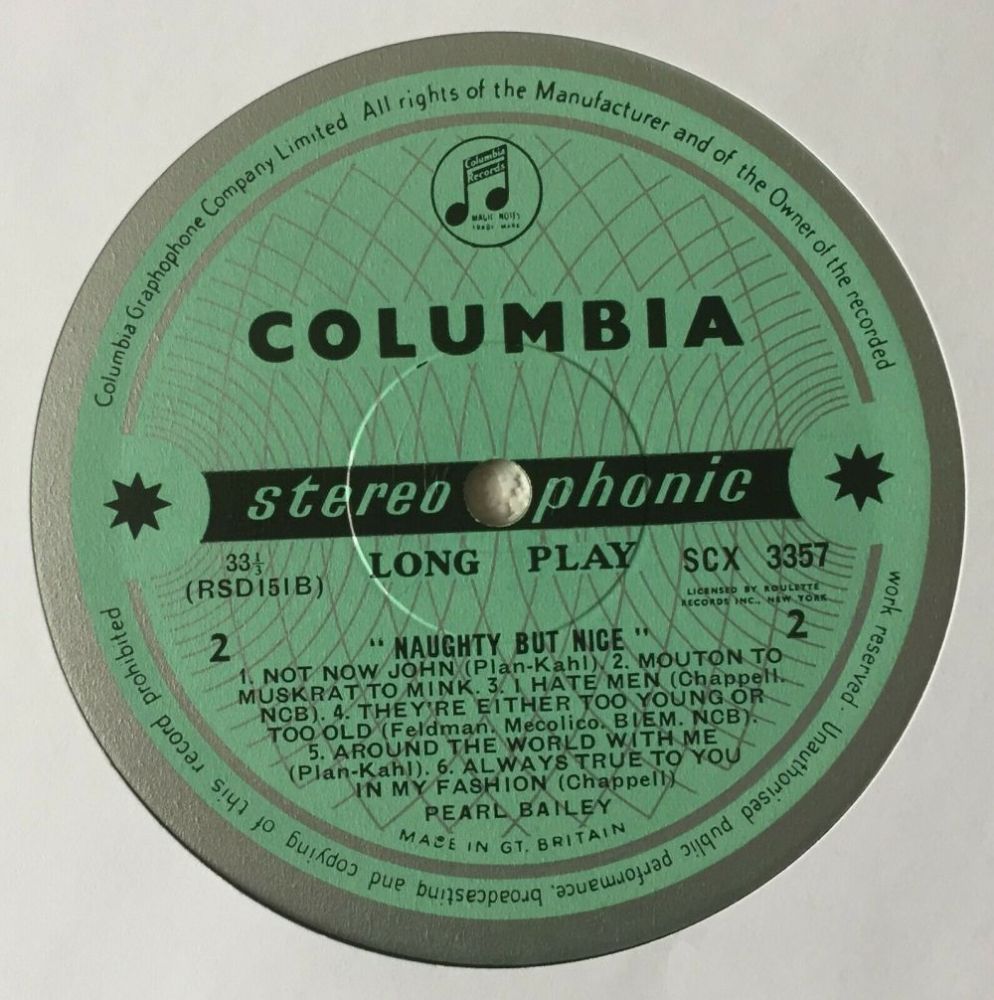 Columbia Graphophone Company Limited All rights of the Manufacturer and of the Owner of the recorded
work reserved · Unauthorised public performance, broadcasting and copying of this record prohibited
Columbia
Records
MAGIC NOTES
TRADE MARK
COLUMBIA
stereophonic
33⅓ LONG PLAY SCX 3357
(RSD151B)
LICENSED BY ROULETTE
RECORDS INC., NEW YORK
2 2
"NAUGHTY BUT NICE"
1. NOT NOW JOHN (Plan-Kahl). 2. MOUTON TO
MUSKRAT TO MINK. 3. I HATE MEN (Chappell.
NCB). 4. THEY'RE EITHER TOO YOUNG OR
TOO OLD (Feldman. Mecolico. BIEM. NCB).
5. AROUND THE WORLD WITH ME
(Plan-Kahl). 6. ALWAYS TRUE TO YOU
IN MY FASHION (Chappell)
PEARL BAILEY
MADE IN GT. BRITAIN